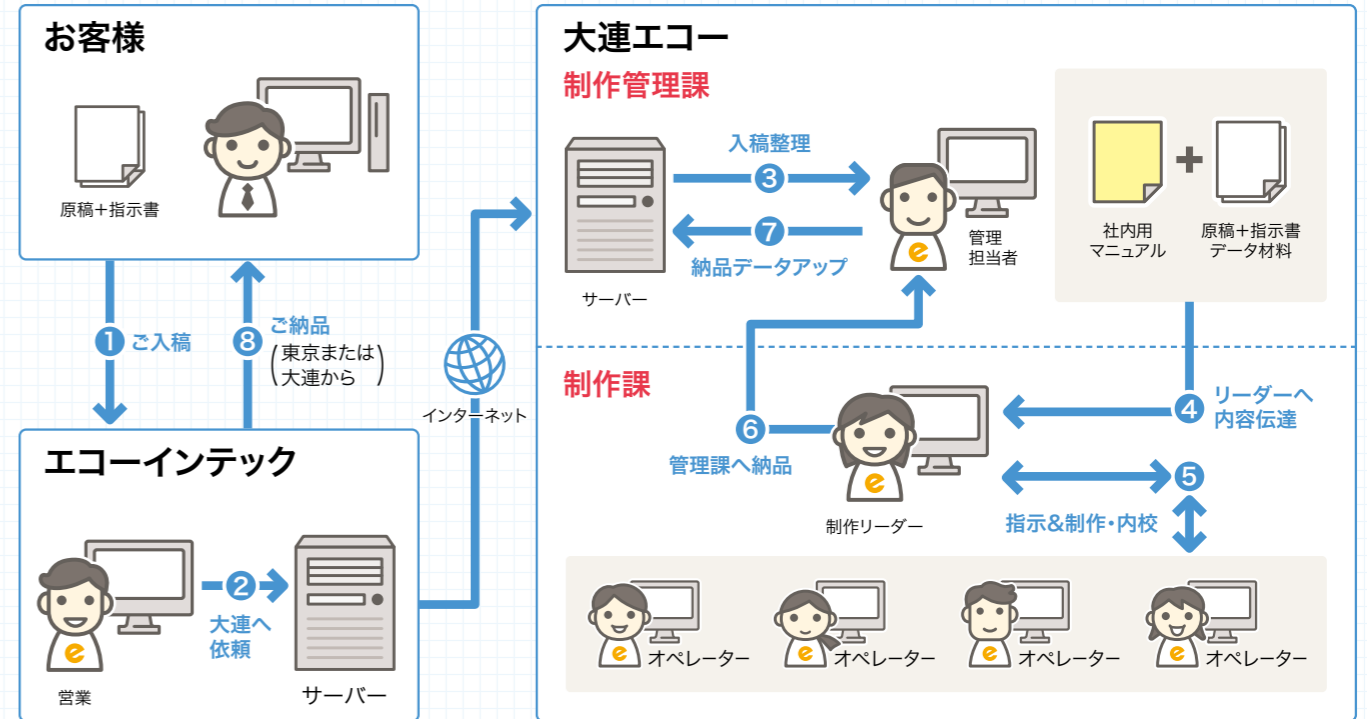 お客様
原稿+指示書
❶ ご入稿
❽ ご納品
(東京または
大連から)
エコーインテック
営業
❷
大連へ
依頼
サーバー
インターネット
大連エコー
制作管理課
サーバー
入稿整理
❸
❼
納品データアップ
管理
担当者
社内用
マニュアル
+
原稿+指示書
データ材料
制作課
❹ リーダーへ
内容伝達
❻
管理課へ納品
制作リーダー
❺
指示&制作・内校
オペレーター
オペレーター
オペレーター
オペレーター
e
e
e
e
e
e
e